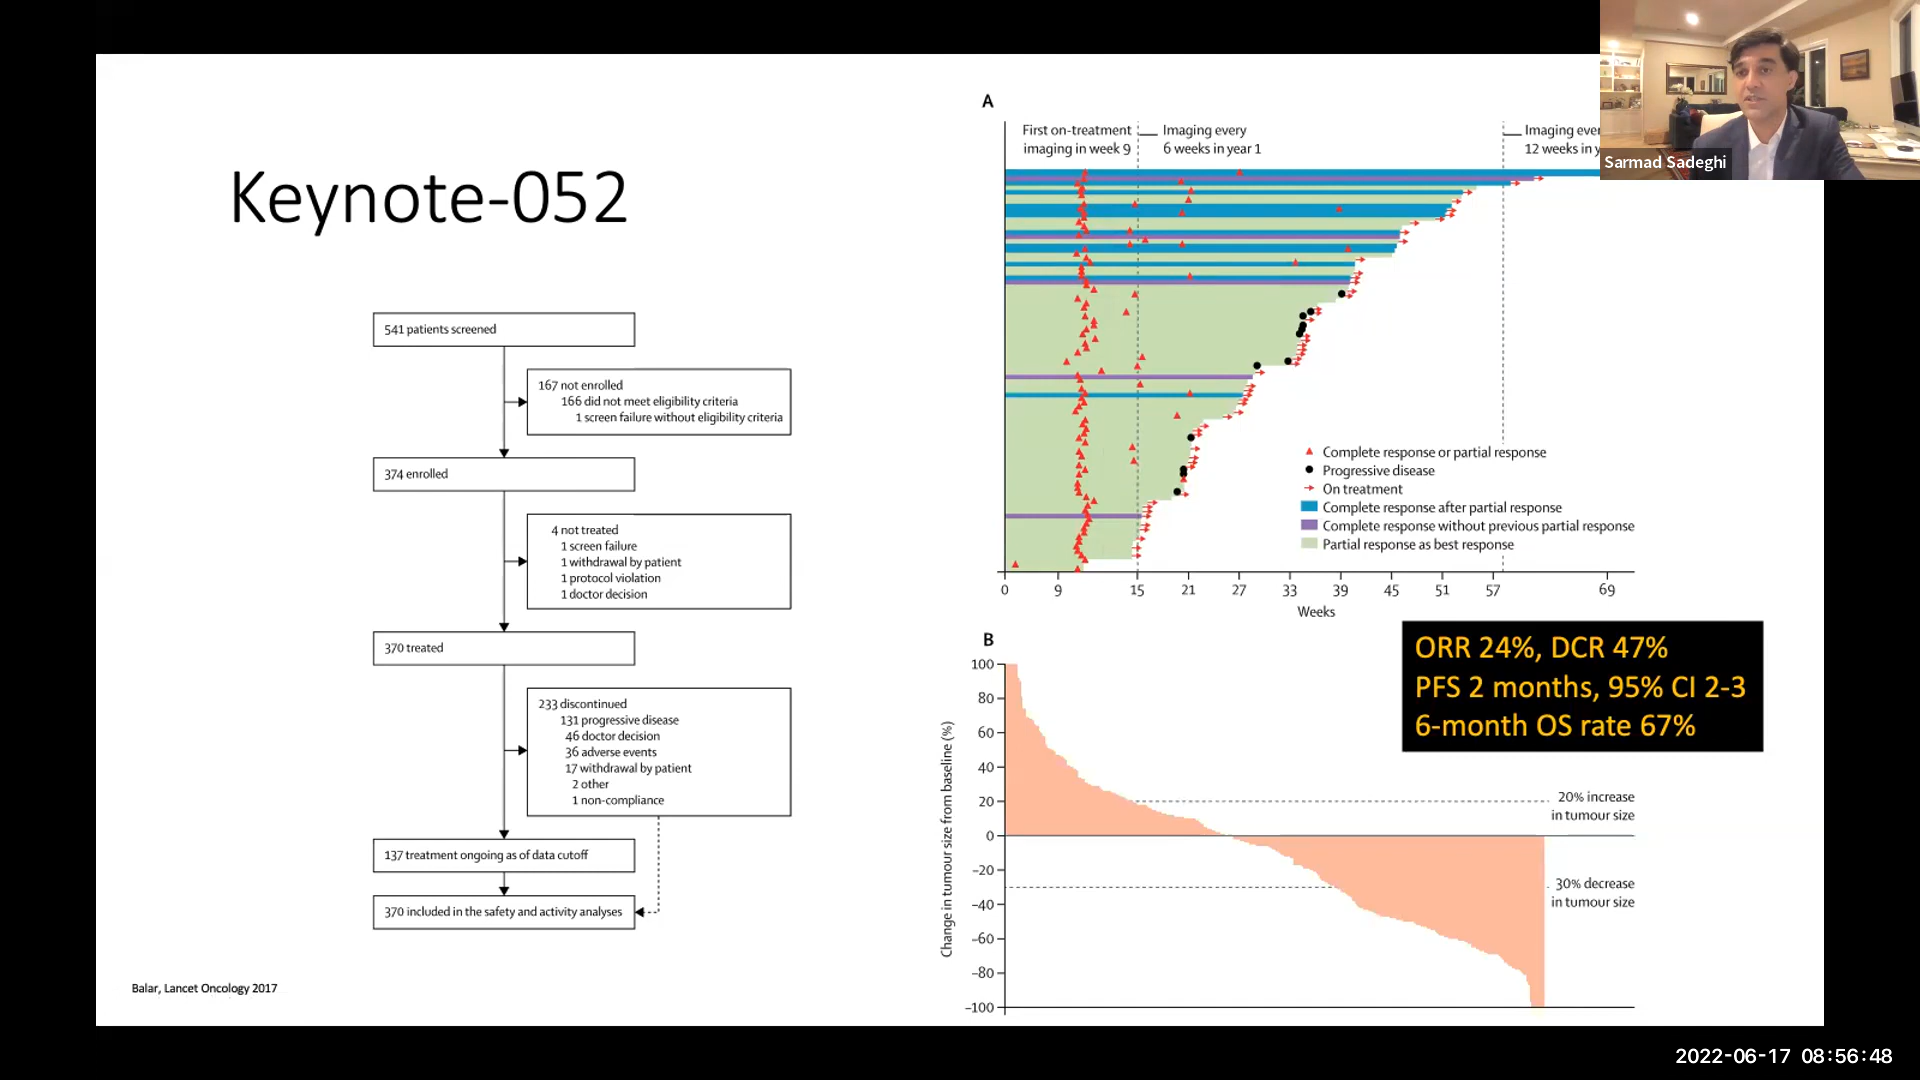 Keynote-052
541 patients screened
167 not enrolled
166 did not meet eligibility criteria
1 screen failure without eligibility criteria
374 enrolled
4 not treated
1 screen failure
1 withdrawal by patient
1 protocol violation
1 doctor decision
370 treated
233 discontinued
131 progressive disease
46 doctor decision
36 adverse events
17 withdrawal by patient
2 other
1 non-compliance
137 treatment ongoing as of data cutoff
370 included in the safety and activity analyses
Balar, Lancet Oncology 2017
A
First on-treatment
imaging in week 9
Imaging every
6 weeks in year 1
Imaging
12 weeks in
Complete response or partial response
Progressive disease
On treatment
Complete response after partial response
Complete response without previous partial response
Partial response as best response
0 9 15 21 27 33 39 45 51 57 69
Weeks
B
ORR 24%, DCR 47%
PFS 2 months, 95% CI 2-3
6-month OS rate 67%
Change in tumour size from baseline (%)
100
80
60
40
20
0
–20
–40
–60
–80
–100
20% increase
in tumour size
30% decrease
in tumour size
Sarmad Sadeghi
2022-06-17 08:56:48